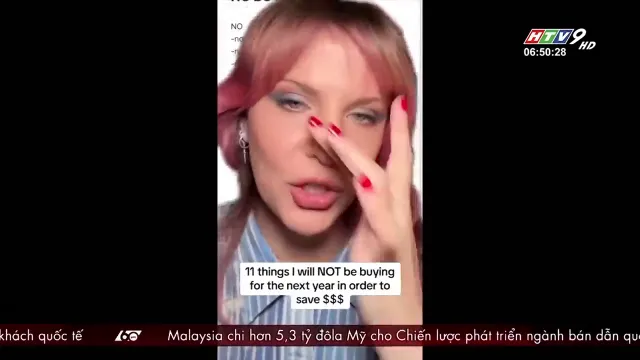 NO
HTV9 HD
06:50:28
11 things I will NOT be buying
for the next year in order to
save $$$
khách quốc tế 60 Malaysia chi hơn 5,3 tỷ đôla Mỹ cho Chiến lược phát triển ngành bán dẫn qu